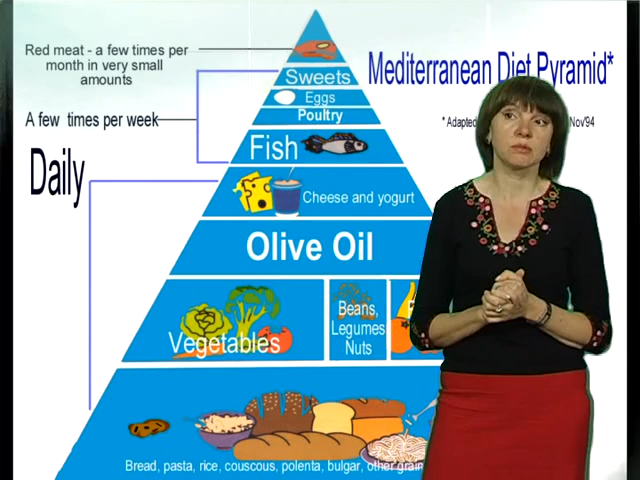 Red meat - a few times per
month in very small
amounts
Mediterranean Diet Pyramid*
* Adapted
Nov'94
Sweets
Eggs
A few times per week
Poultry
Fish
Daily
Cheese and yogurt
Olive Oil
Vegetables
Beans,
Legumes
Nuts
Bread, pasta, rice, couscous, polenta, bulgar, other grain